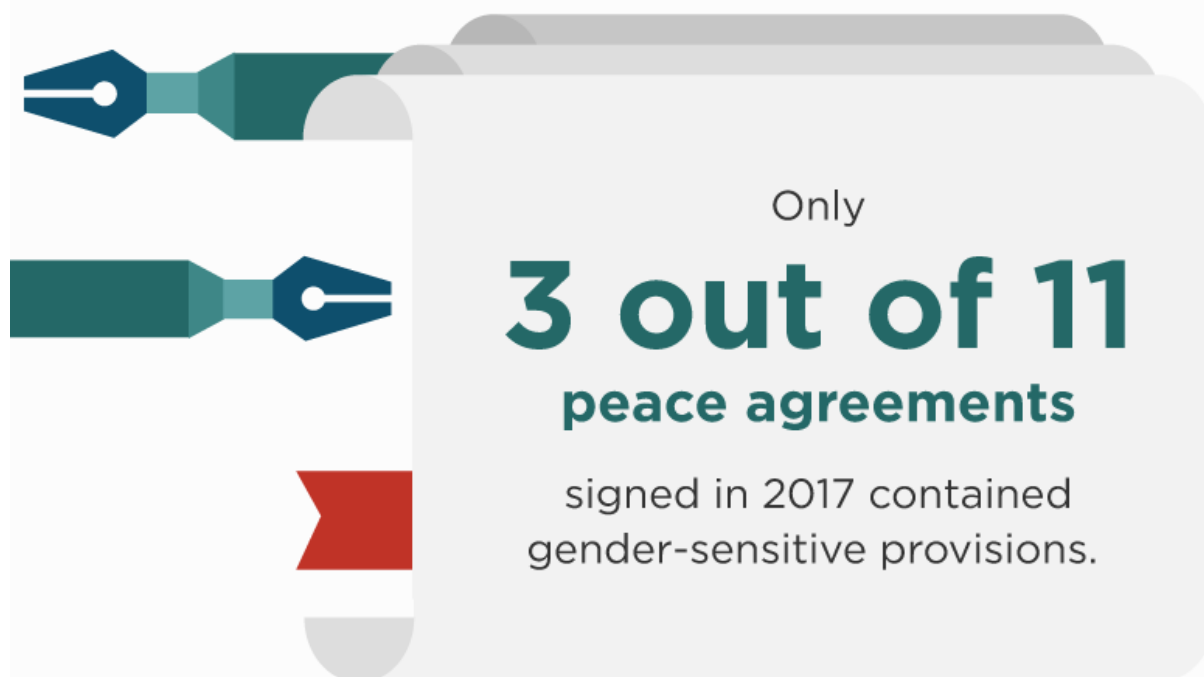 Only
3 out of 11
peace agreements
signed in 2017 contained
gender-sensitive provisions.